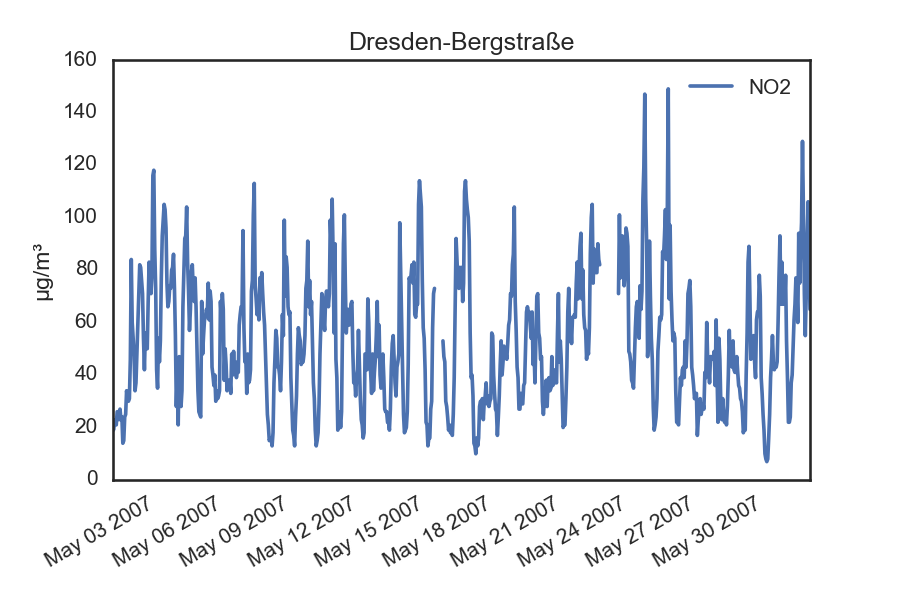 Dresden-Bergstraße
160
140
120
100
80
60
40
20
0
µg/m³
NO2
May 03 2007
May 06 2007
May 09 2007
May 12 2007
May 15 2007
May 18 2007
May 21 2007
May 24 2007
May 27 2007
May 30 2007